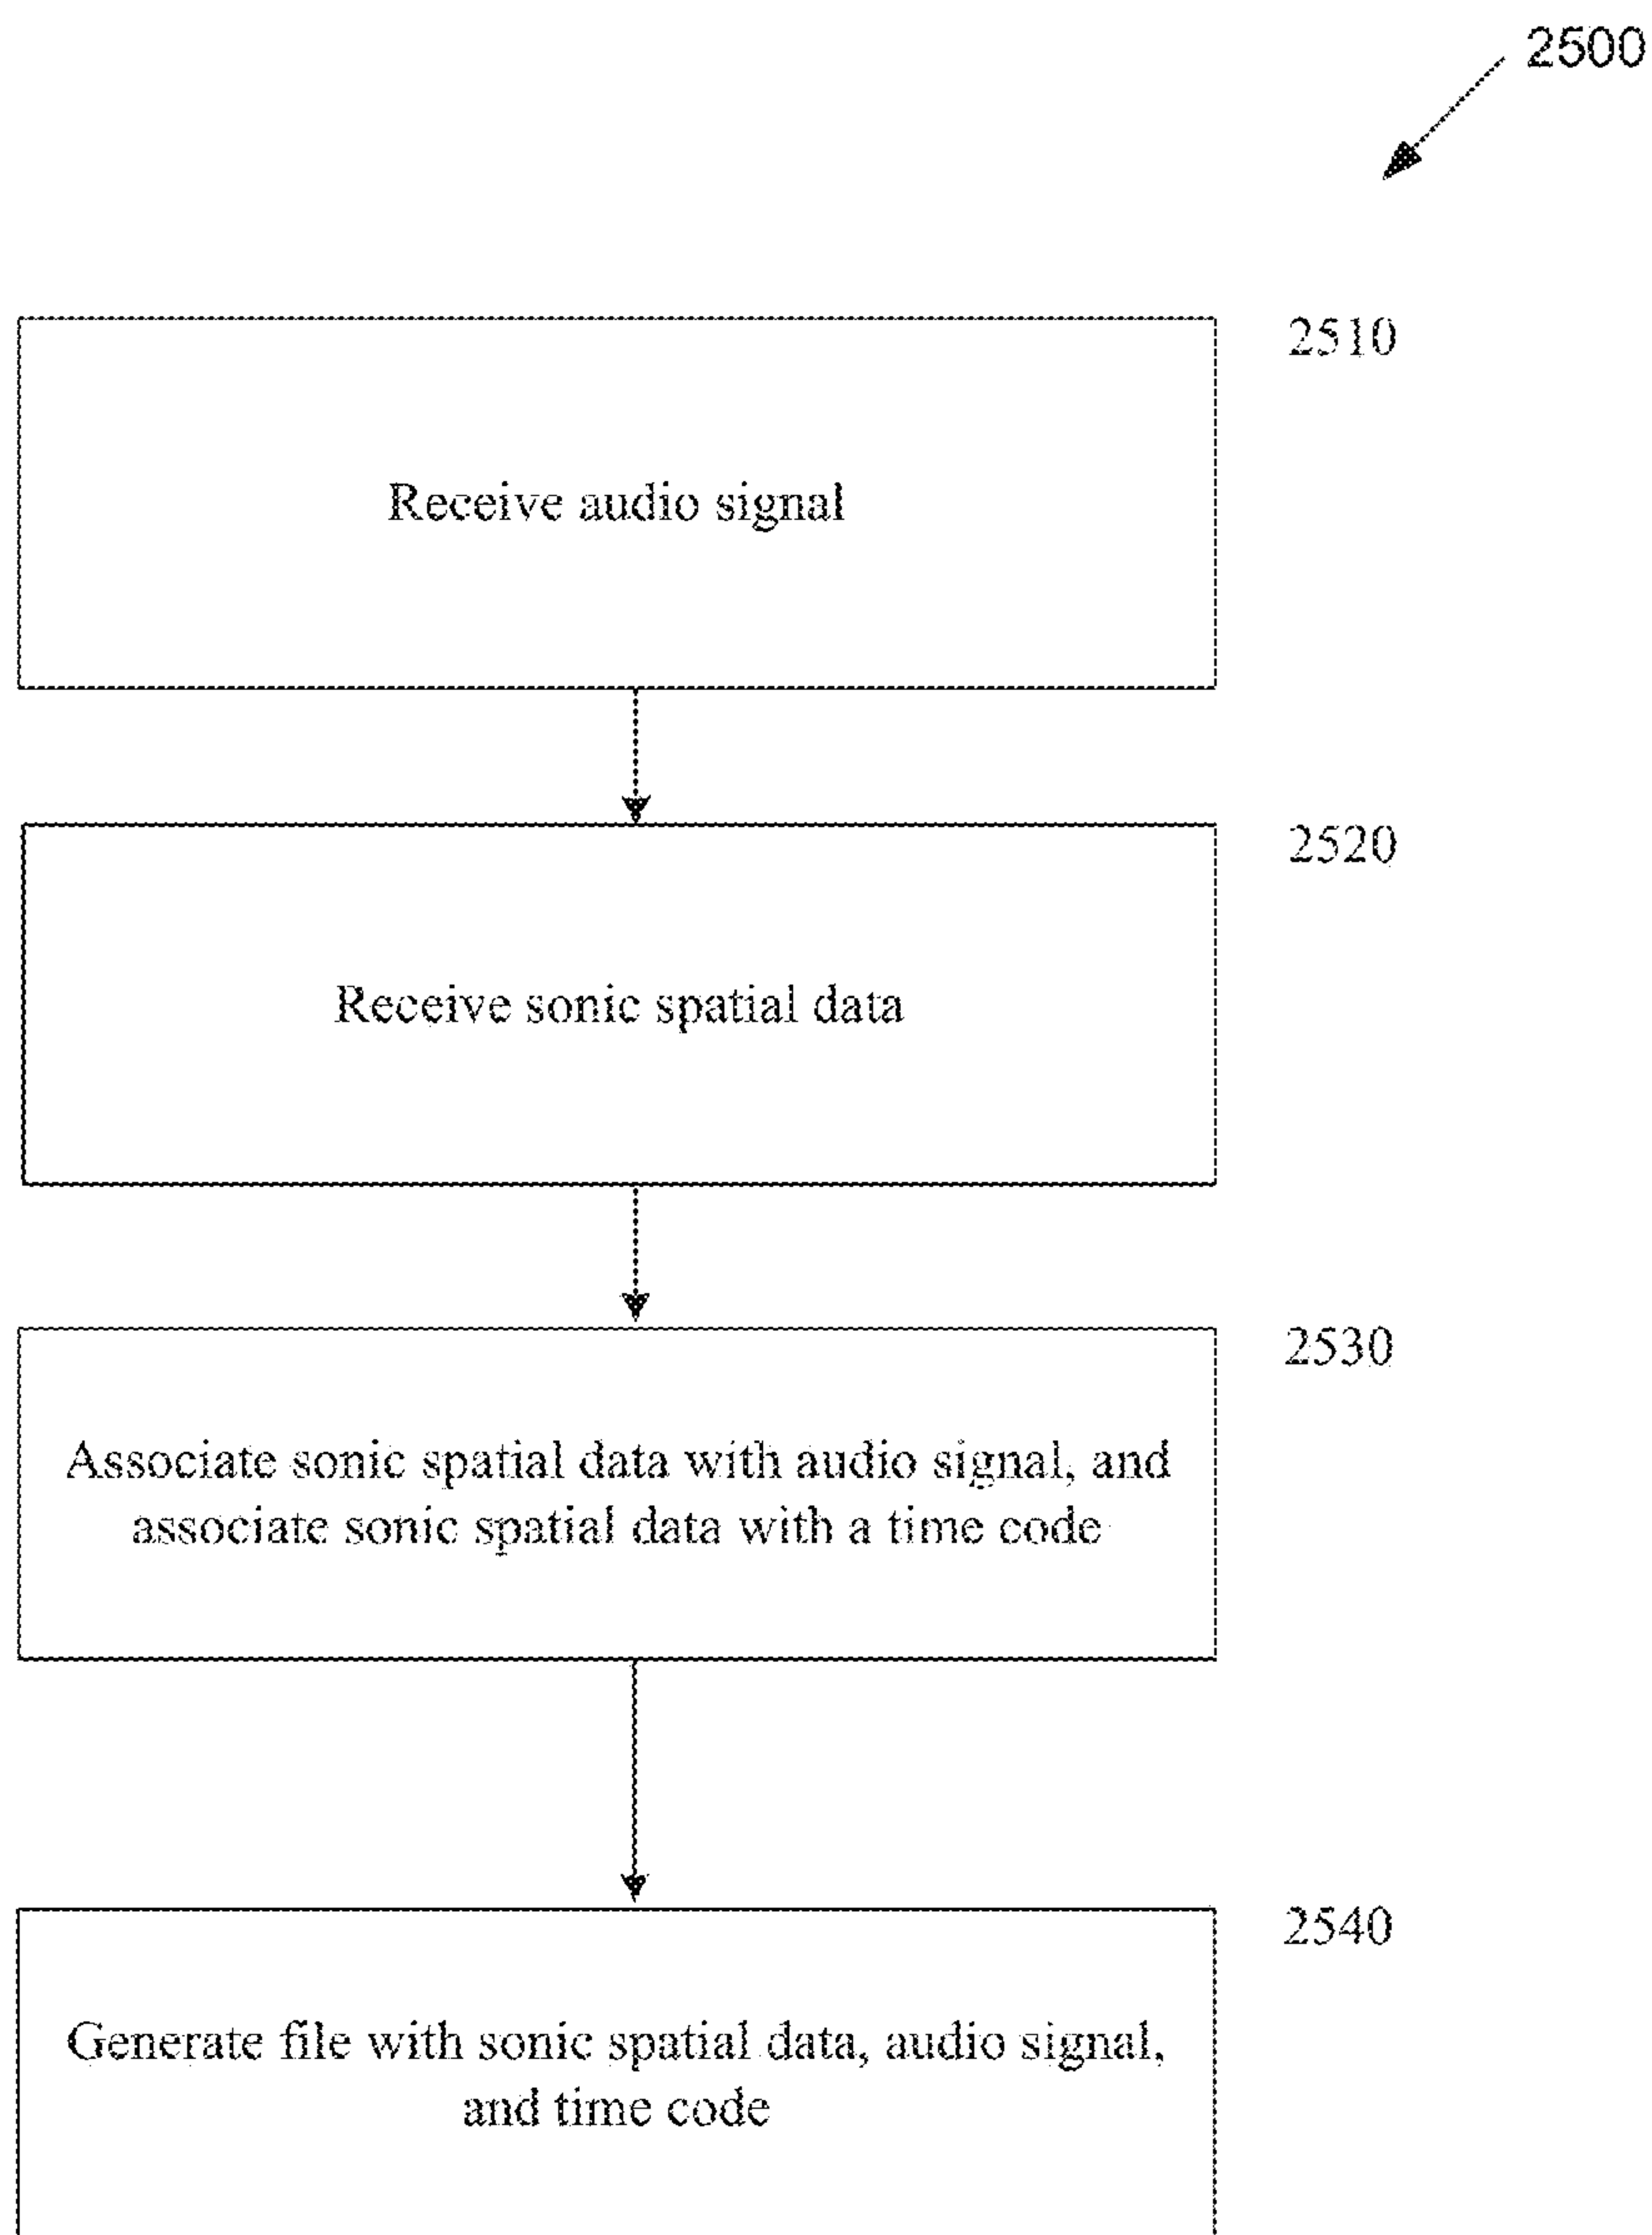 2500
2510
Receive audio signal
2520
Receive sonic spatial data
2530
Associate sonic spatial data with audio signal, and
associate sonic spatial data with a time code
2540
Generate file with sonic spatial data, audio signal,
and time code